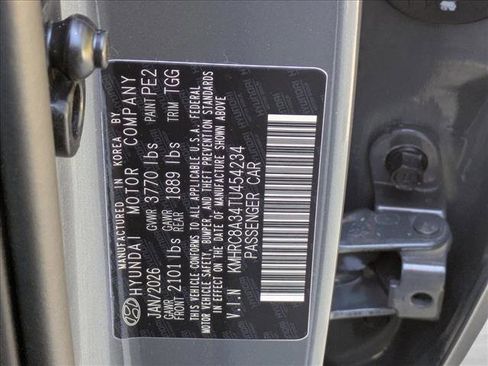 MANUFACTURED IN KOREA BY
HYUNDAI MOTOR COMPANY
JAN/2026 GVWR 3770 lbs PAINT PE2
GAWR FRONT 2101 lbs GAWR REAR 1889 lbs TRIM TGG
THIS VEHICLE CONFORMS TO ALL APPLICABLE U.S.A. FEDERAL
MOTOR VEHICLE SAFETY, BUMPER, AND THEFT PREVENTION STANDARDS
IN EFFECT ON THE DATE OF MANUFACTURE SHOWN ABOVE.
V.I.N KMHRC8A34TU454234
PASSENGER CAR